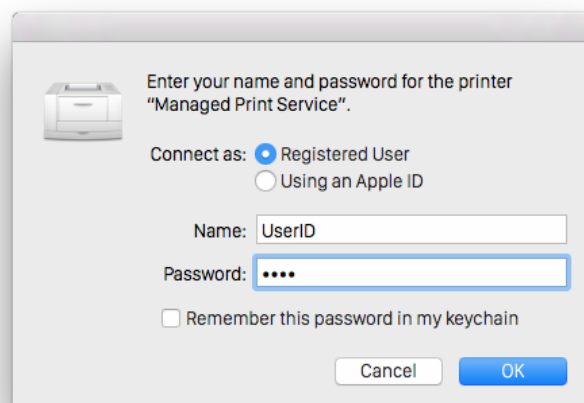 Enter your name and password for the printer
“Managed Print Service”.
Connect as: Registered User
Using an Apple ID
Name: UserID
Password: ••••
Remember this password in my keychain
Cancel OK